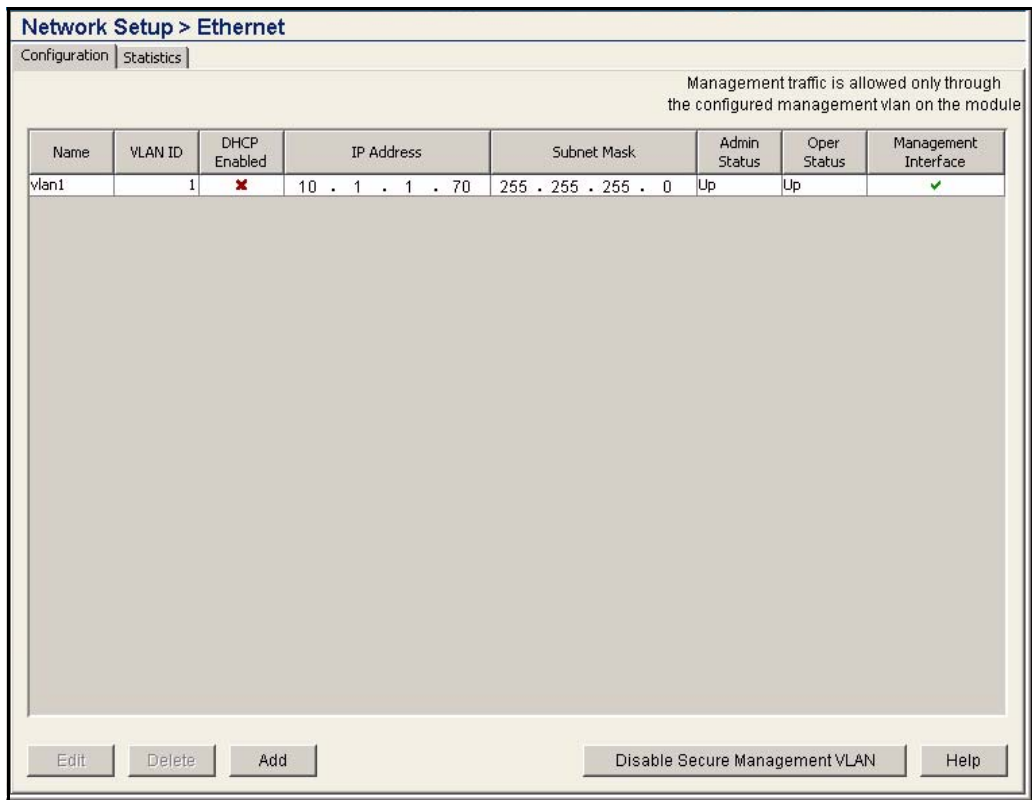 Network Setup > Ethernet
Configuration Statistics
Management traffic is allowed only through
the configured management vlan on the module
Name VLAN ID DHCP Enabled IP Address Subnet Mask Admin Status Oper Status Management Interface
vlan1 1 10 . 1 . 1 . 70 255 . 255 . 255 . 0 Up Up
Edit Delete Add Disable Secure Management VLAN Help